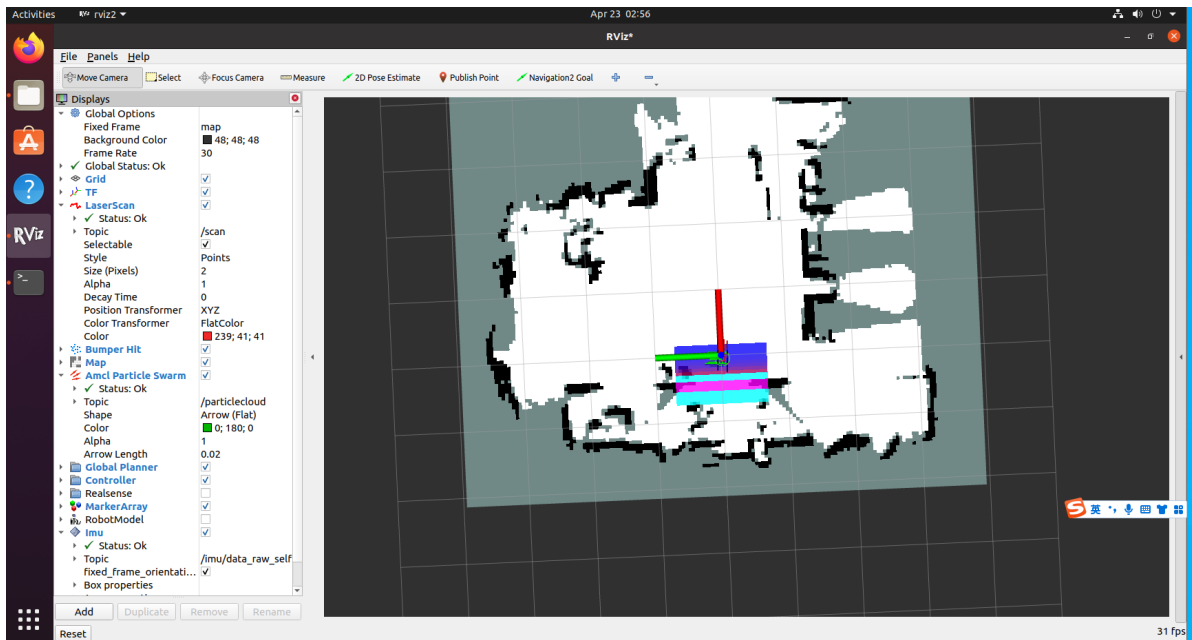 Activities rviz2 Apr 23 02:56
RViz*
File Panels Help
Move Camera Select Focus Camera Measure 2D Pose Estimate Publish Point Navigation2 Goal
Displays
Global Options
Fixed Frame map
Background Color 48; 48; 48
Frame Rate 30
Global Status: Ok
Grid
TF
LaserScan
Status: Ok
Topic /scan
Selectable
Style Points
Size (Pixels) 2
Alpha 1
Decay Time 0
Position Transformer XYZ
Color Transformer FlatColor
Color 239; 41; 41
Bumper Hit
Map
Amcl Particle Swarm
Status: Ok
Topic /particlecloud
Shape Arrow (Flat)
Color 0; 180; 0
Alpha 1
Arrow Length 0.02
Global Planner
Controller
Realsense
MarkerArray
RobotModel
Imu
Status: Ok
Topic /imu/data_raw_self
fixed_frame_orientati...
Box properties
Add Duplicate Remove Rename
Reset 31 fps
RViz
英